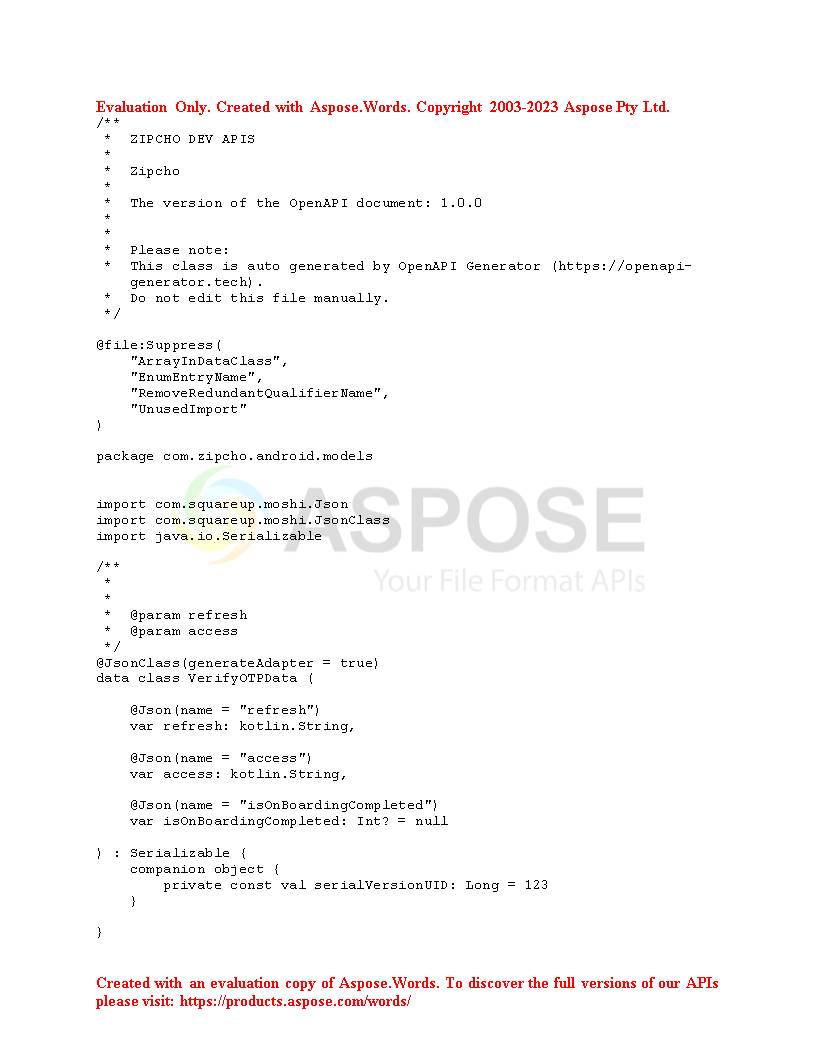 Evaluation Only. Created with Aspose.Words. Copyright 2003-2023 Aspose Pty Ltd.
/**
 *  ZIPCHO DEV APIS
 *
 *  Zipcho
 *
 *  The version of the OpenAPI document: 1.0.0
 *
 *
 *  Please note:
 *  This class is auto generated by OpenAPI Generator (https://openapi-
    generator.tech).
 *  Do not edit this file manually.
 */

@file:Suppress(
    "ArrayInDataClass",
    "EnumEntryName",
    "RemoveRedundantQualifierName",
    "UnusedImport"
)

package com.zipcho.android.models


import com.squareup.moshi.Json
import com.squareup.moshi.JsonClass
import java.io.Serializable
ASPOSE
Your File Format APIs

/**
 *
 *
 *  @param refresh
 *  @param access
 */
@JsonClass(generateAdapter = true)
data class VerifyOTPData (

    @Json(name = "refresh")
    var refresh: kotlin.String,

    @Json(name = "access")
    var access: kotlin.String,

    @Json(name = "isOnBoardingCompleted")
    var isOnBoardingCompleted: Int? = null

) : Serializable {
    companion object {
        private const val serialVersionUID: Long = 123
    }

}

Created with an evaluation copy of Aspose.Words. To discover the full versions of our APIs
please visit: https://products.aspose.com/words/